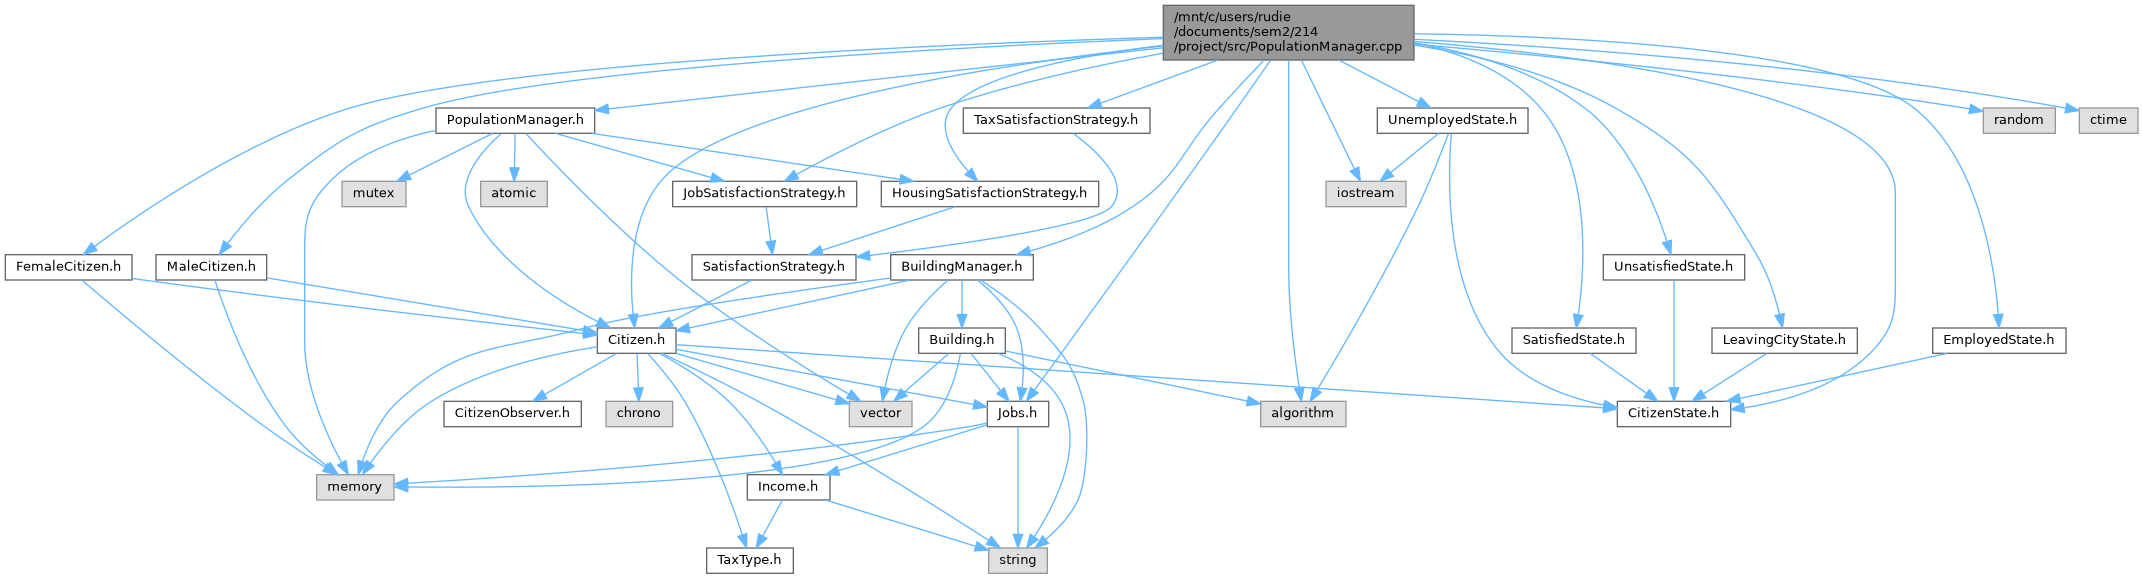 /mnt/c/users/rudie
/documents/sem2/214
/project/src/PopulationManager.cpp
PopulationManager.h
TaxSatisfactionStrategy.h
UnemployedState.h
random
ctime
mutex
atomic
JobSatisfactionStrategy.h
HousingSatisfactionStrategy.h
iostream
FemaleCitizen.h
MaleCitizen.h
SatisfactionStrategy.h
BuildingManager.h
UnsatisfiedState.h
Citizen.h
Building.h
SatisfiedState.h
LeavingCityState.h
EmployedState.h
CitizenObserver.h
chrono
vector
Jobs.h
algorithm
CitizenState.h
memory
Income.h
TaxType.h
string